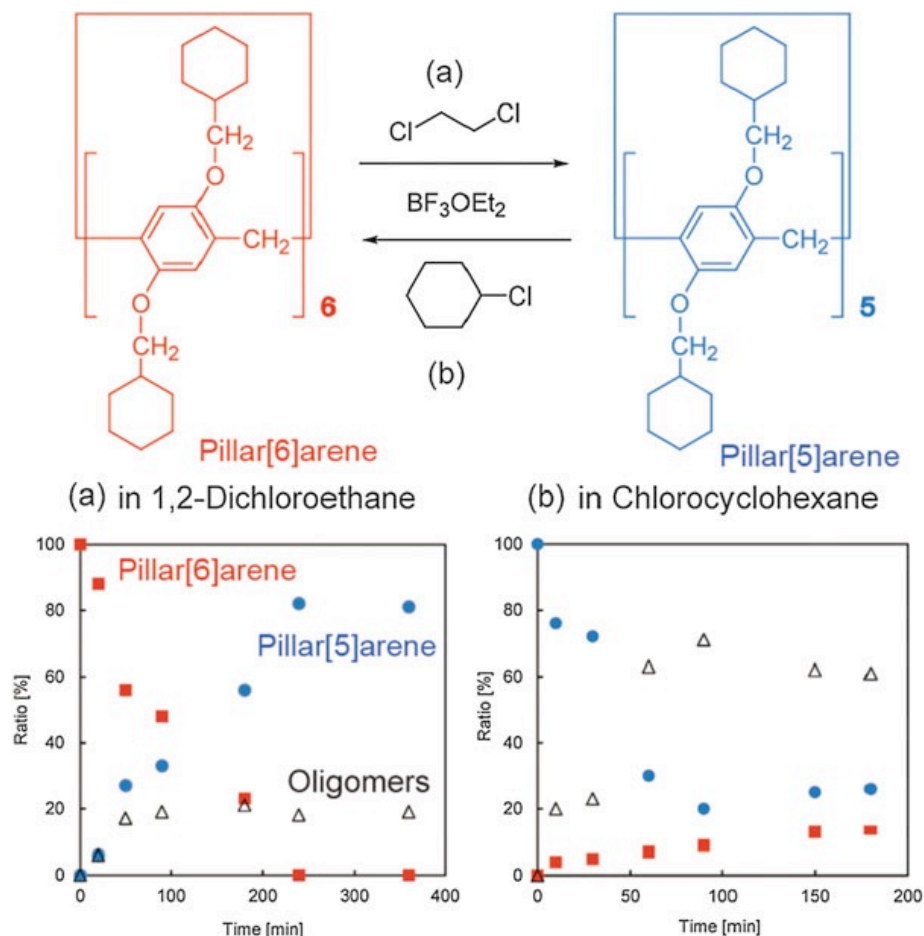 (a)
Cl
Cl
BF3OEt2
Cl
(b)
CH2
O
CH2
O
CH2
6
Pillar[6]arene
CH2
O
CH2
O
CH2
5
Pillar[5]arene
(a) in 1,2-Dichloroethane
Ratio [%]
100
80
60
40
20
0
Pillar[6]arene
Pillar[5]arene
Oligomers
0 100 200 300 400
Time [min]
(b) in Chlorocyclohexane
Ratio [%]
100
80
60
40
20
0
0 50 100 150 200
Time [min]